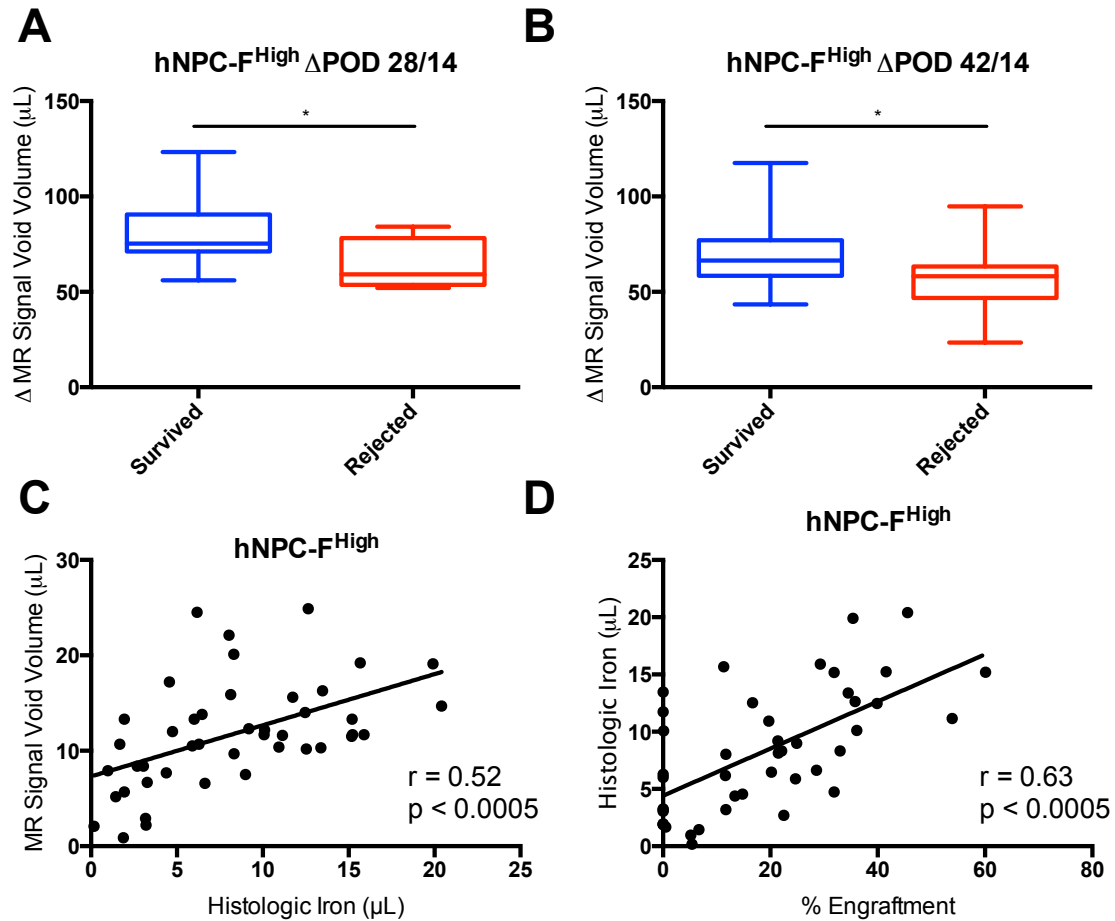 A
hNPC-F^High ΔPOD 28/14
Δ MR Signal Void Volume (µL)
150
100
50
0
*
Survived
Rejected
B
hNPC-F^High ΔPOD 42/14
Δ MR Signal Void Volume (µL)
150
100
50
0
*
Survived
Rejected
C
hNPC-F^High
MR Signal Void Volume (µL)
30
20
10
0
r = 0.52
p < 0.0005
0 5 10 15 20 25
Histologic Iron (µL)
D
hNPC-F^High
Histologic Iron (µL)
25
20
15
10
5
0
r = 0.63
p < 0.0005
0 20 40 60 80
% Engraftment